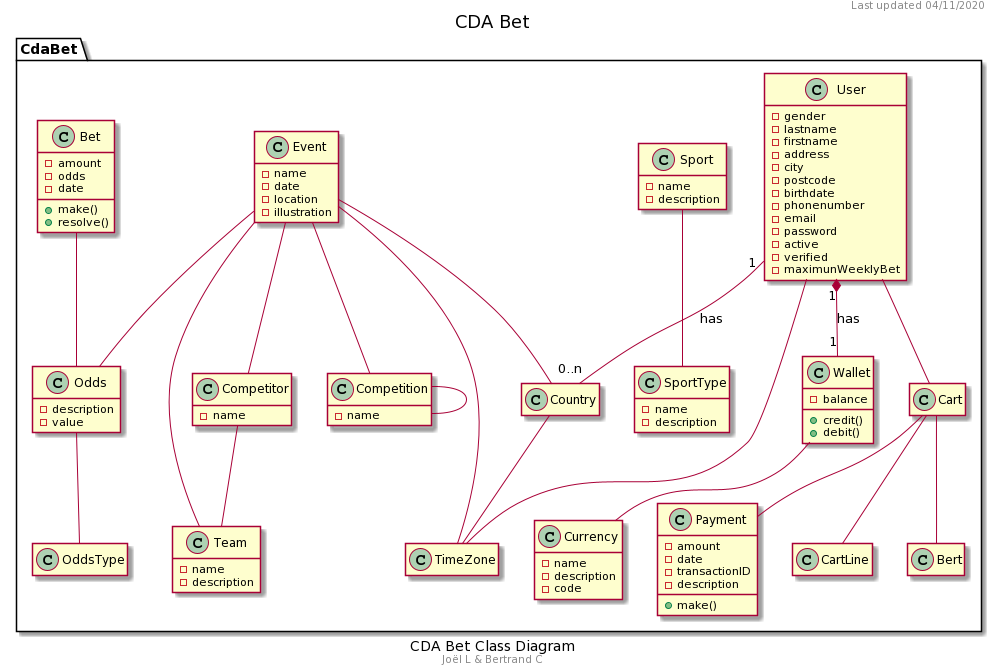 Last updated 04/11/2020
CDA Bet
CdaBet
C Bet
amount
odds
date
make()
resolve()
C Event
name
date
location
illustration
C Sport
name
description
C User
gender
lastname
firstname
address
city
postcode
birthdate
phonenumber
email
password
active
verified
maximunWeeklyBet
1
has
0..n
1
has
1
C Odds
description
value
C Competitor
name
C Competition
name
C Country
C SportType
name
description
C Wallet
balance
credit()
debit()
C Cart
C OddsType
C Team
name
description
C TimeZone
C Currency
name
description
code
C Payment
amount
date
transactionID
description
make()
C CartLine
C Bert
CDA Bet Class Diagram
Joël L & Bertrand C